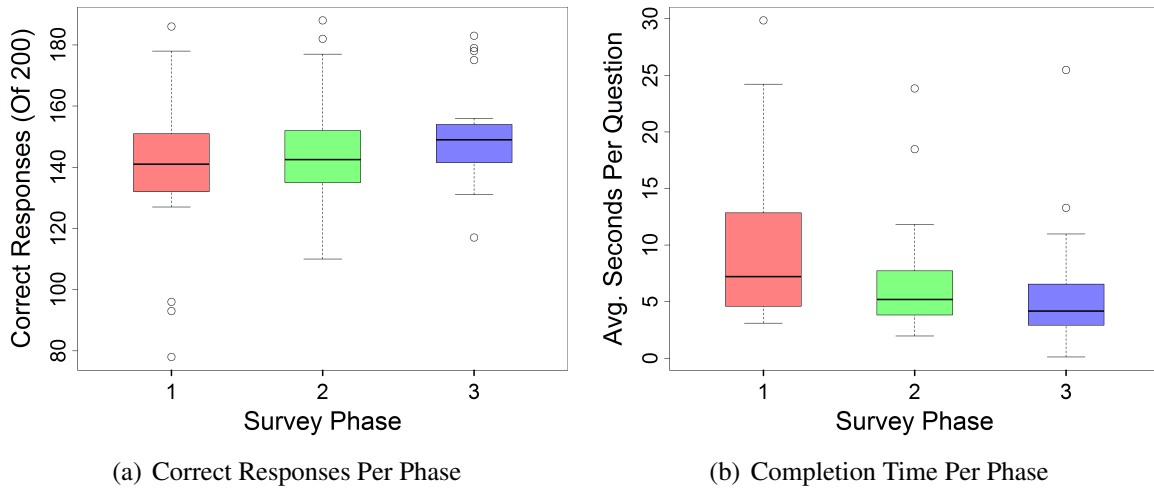 Correct Responses (Of 200)
180
160
140
120
100
80
1 2 3
Survey Phase
(a) Correct Responses Per Phase
Avg. Seconds Per Question
30
25
20
15
10
5
0
1 2 3
Survey Phase
(b) Completion Time Per Phase